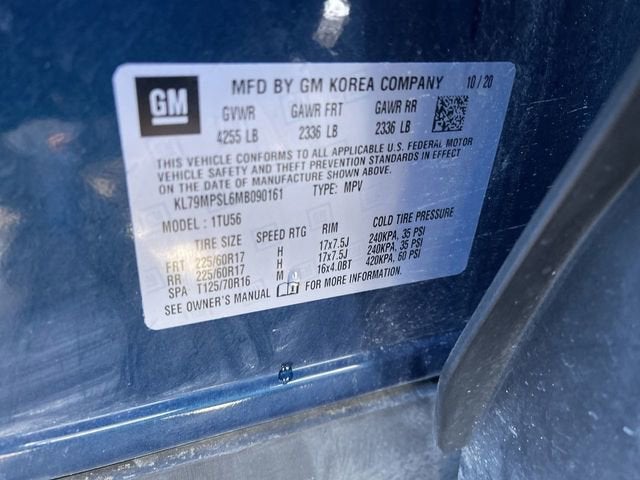 GM
MFD BY GM KOREA COMPANY 10/20
GVWR GAWR FRT GAWR RR
4255 LB 2336 LB 2336 LB
THIS VEHICLE CONFORMS TO ALL APPLICABLE U.S. FEDERAL MOTOR
VEHICLE SAFETY AND THEFT PREVENTION STANDARDS IN EFFECT
ON THE DATE OF MANUFACTURE SHOWN ABOVE.
KL79MPSL6MB090161 TYPE: MPV
MODEL: 1TU56
TIRE SIZE SPEED RTG RIM COLD TIRE PRESSURE
FRT 225/60R17 H 17x7.5J 240KPA, 35 PSI
RR 225/60R17 H 17x7.5J 240KPA, 35 PSI
SPA T125/70R16 M 16x4.0BT 420KPA, 60 PSI
SEE OWNER'S MANUAL FOR MORE INFORMATION.